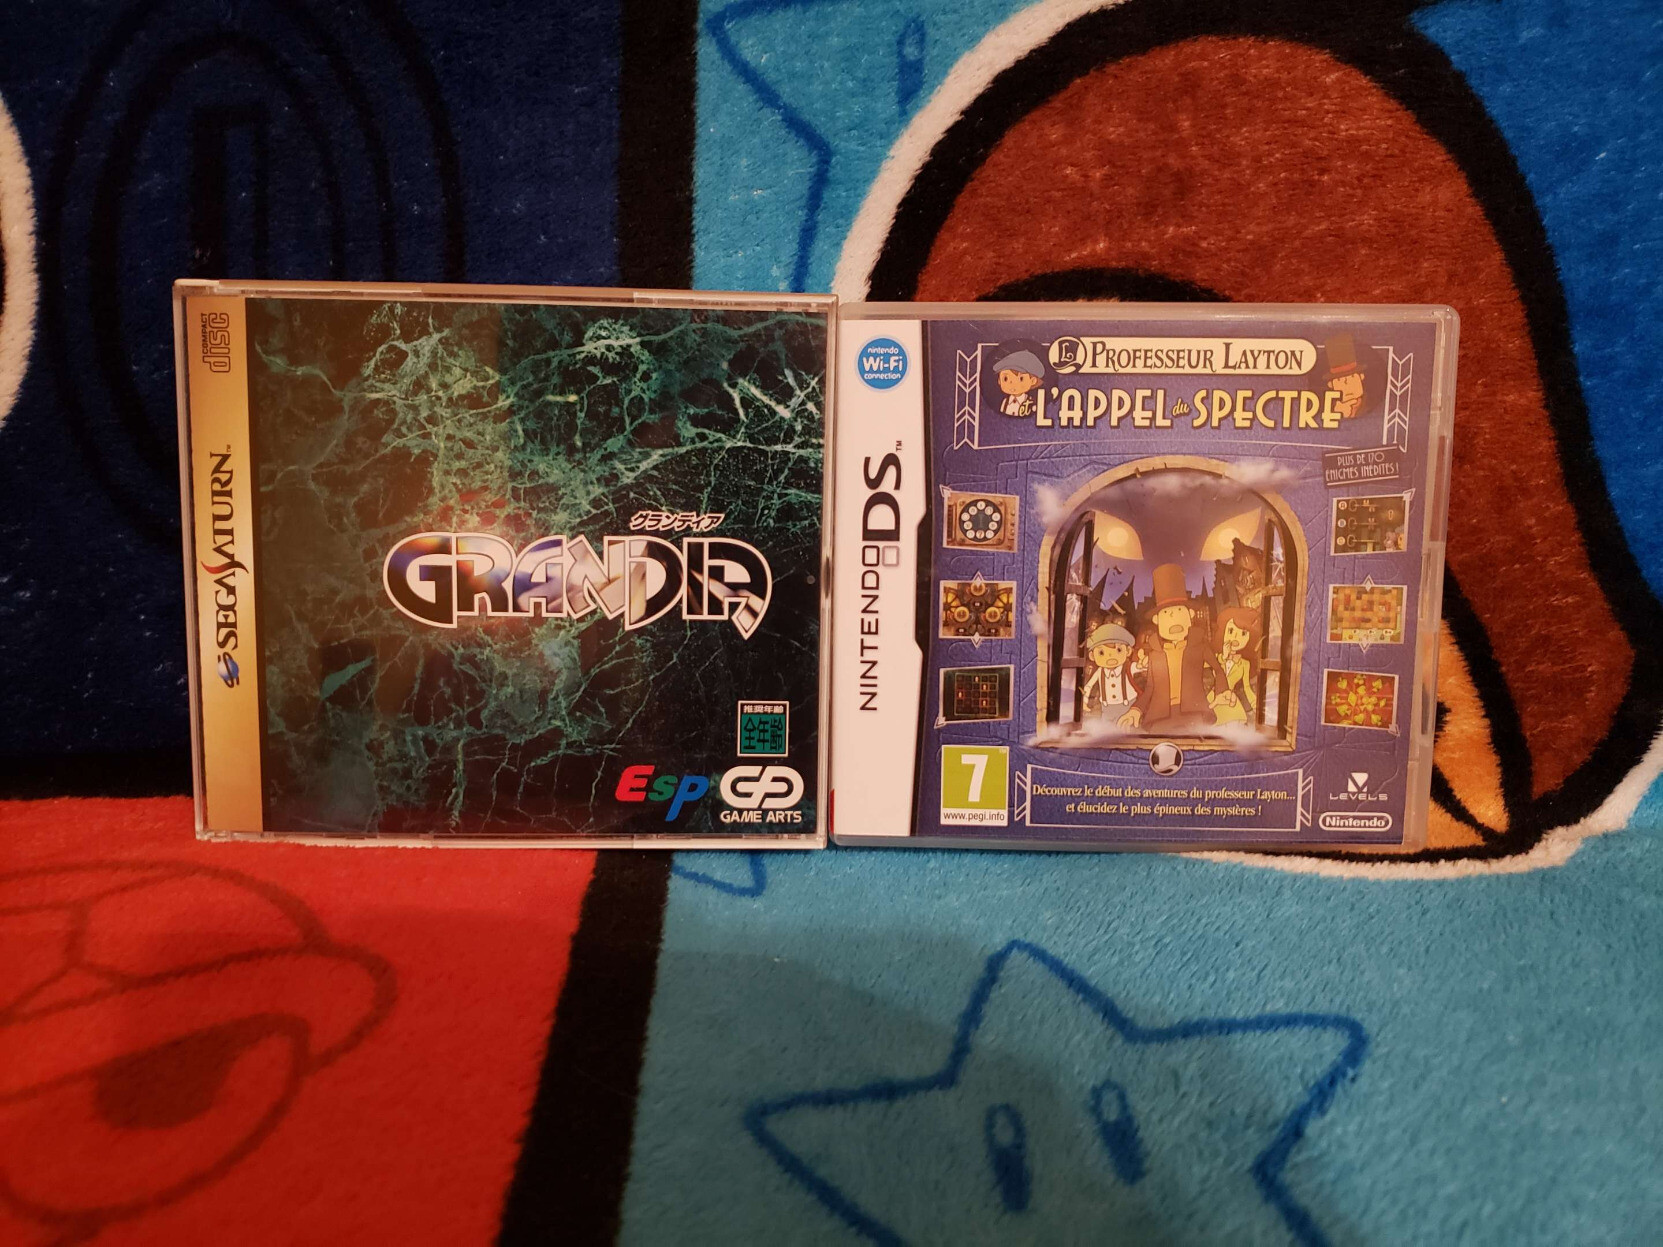 COMPACT
disc
SEGA SATURN™
グランディア
GRANDIA
推奨年齢
全年齢
Esp
GAME ARTS
nintendo
Wi-Fi
connection
NINTENDO DS™
PROFESSEUR LAYTON
et L'APPEL du SPECTRE
PLUS DE 170
ÉNIGMES INÉDITES !
7
www.pegi.info
Découvrez le début des aventures du professeur Layton...
et élucidez le plus épineux des mystères !
LEVEL5
Nintendo